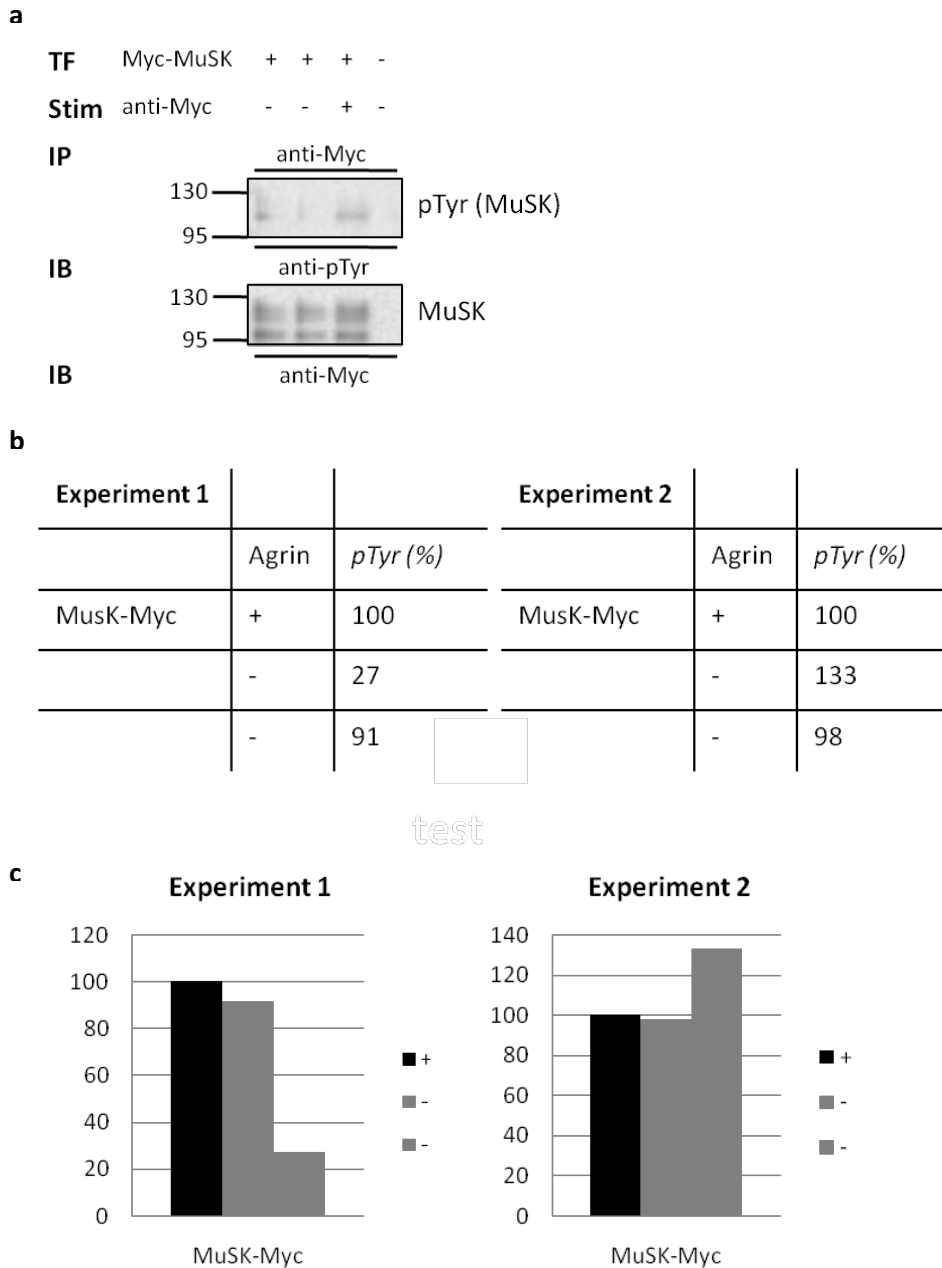 a
TF Myc-MuSK + + + -
Stim anti-Myc - - + -
IP anti-Myc
130
pTyr (MuSK)
95
IB anti-pTyr
130
MuSK
95
IB anti-Myc
b
Experiment 1 Experiment 2
Agrin pTyr (%) Agrin pTyr (%)
MusK-Myc + 100 MusK-Myc + 100
- 27 - 133
- 91 - 98
test
c
Experiment 1
120
100
80
60
40
20
0
+
-
-
MuSK-Myc
Experiment 2
140
120
100
80
60
40
20
0
+
-
-
MuSK-Myc